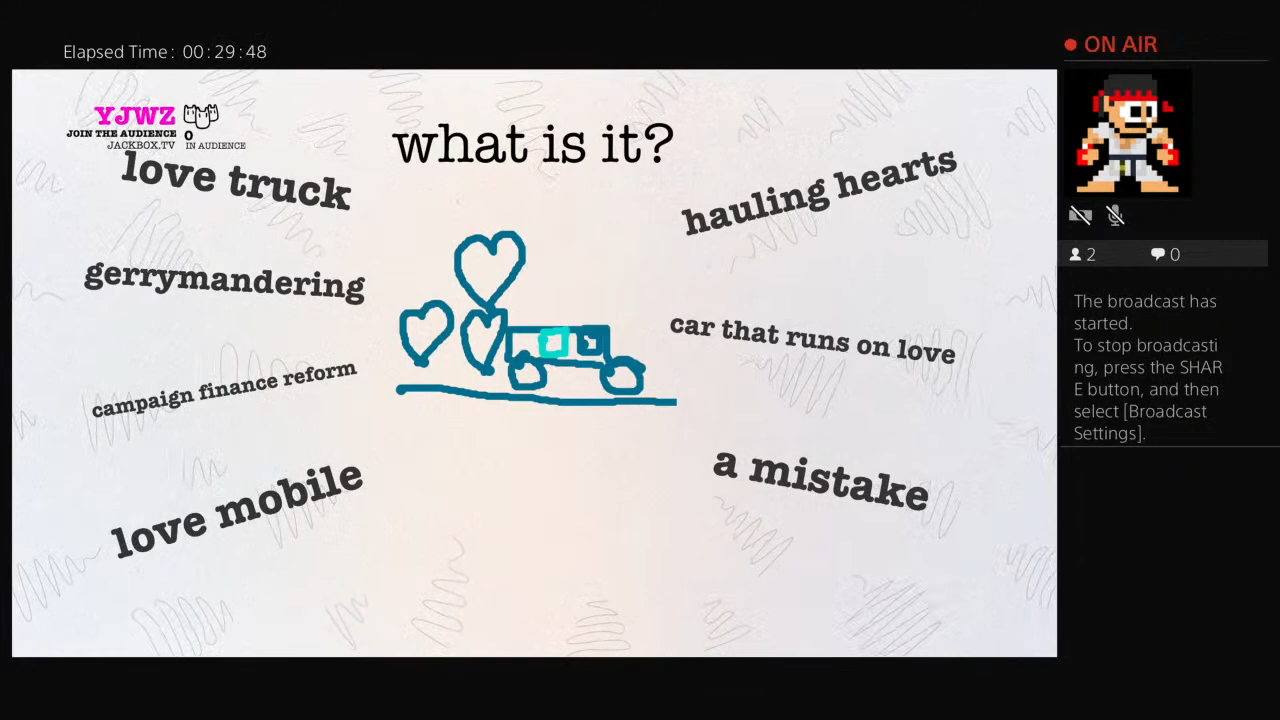 Elapsed Time: 00:29:48
ON AIR
YJWZ
JOIN THE AUDIENCE
JACKBOX.TV
0
IN AUDIENCE
what is it?
love truck
hauling hearts
gerrymandering
car that runs on love
campaign finance reform
love mobile
a mistake
2
0
The broadcast has
started.
To stop broadcasti
ng, press the SHAR
E button, and then
select [Broadcast
Settings].